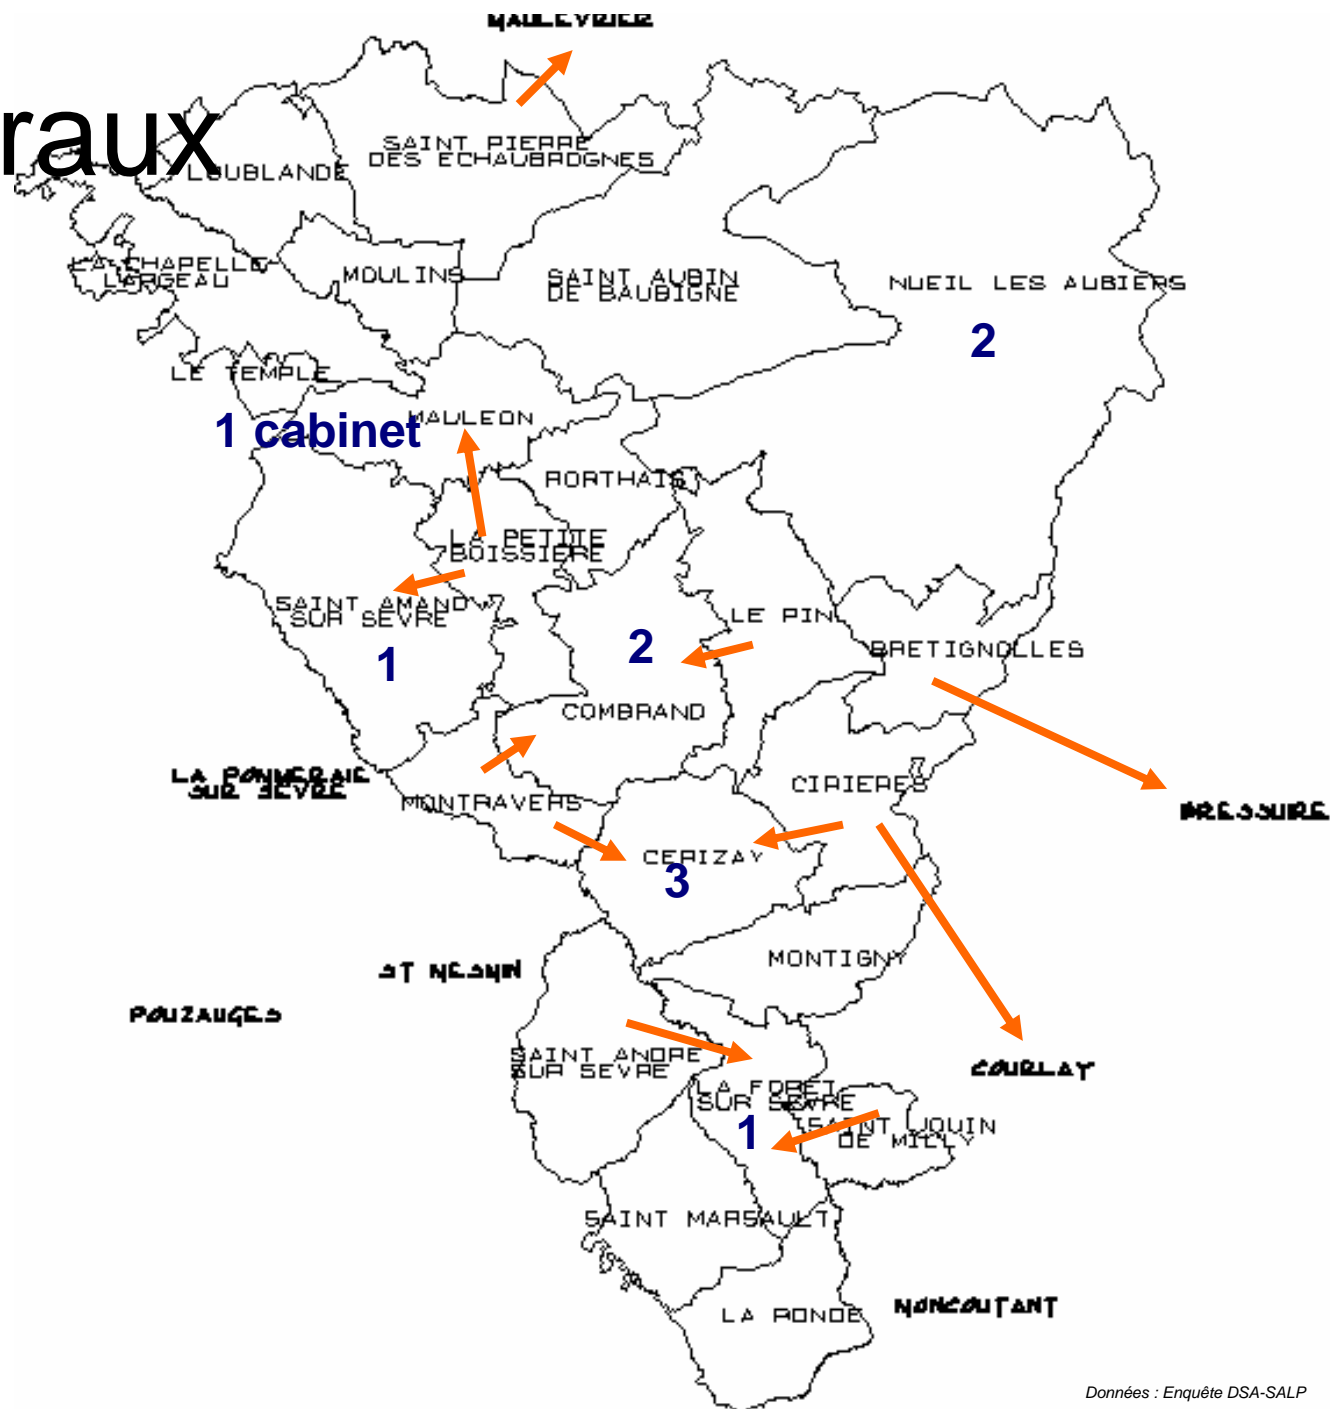 MAULEVRIER
raux
SAINT PIERRE
DES ECHAUBROGNES
LOUBLANDE
LA CHAPELLE
LARGEAU
MOULINS
SAINT AUBIN
DE BAUBIGNE
NUEIL LES AUBIERS
2
LE TEMPLE
MAULEON
1 cabinet
RORTHAIS
LA PETITE
BOISSIERE
SAINT AMAND
SUR SEVRE
1
2
LE PIN
BRETIGNOLLES
COMBRAND
LA POMMERAIE
SUR SEVRE
MONTRAVERS
CIRIERES
BRESSUIRE
CERIZAY
3
MONTIGNY
ST MESMIN
POUZAUGES
SAINT ANDRE
SUR SEVRE
COURLAY
LA FORET
SUR SEVRE
1
SAINT JOUIN
DE MILLY
SAINT MARSAULT
MONCOUTANT
LA RONDE
Données : Enquête DSA-SALP